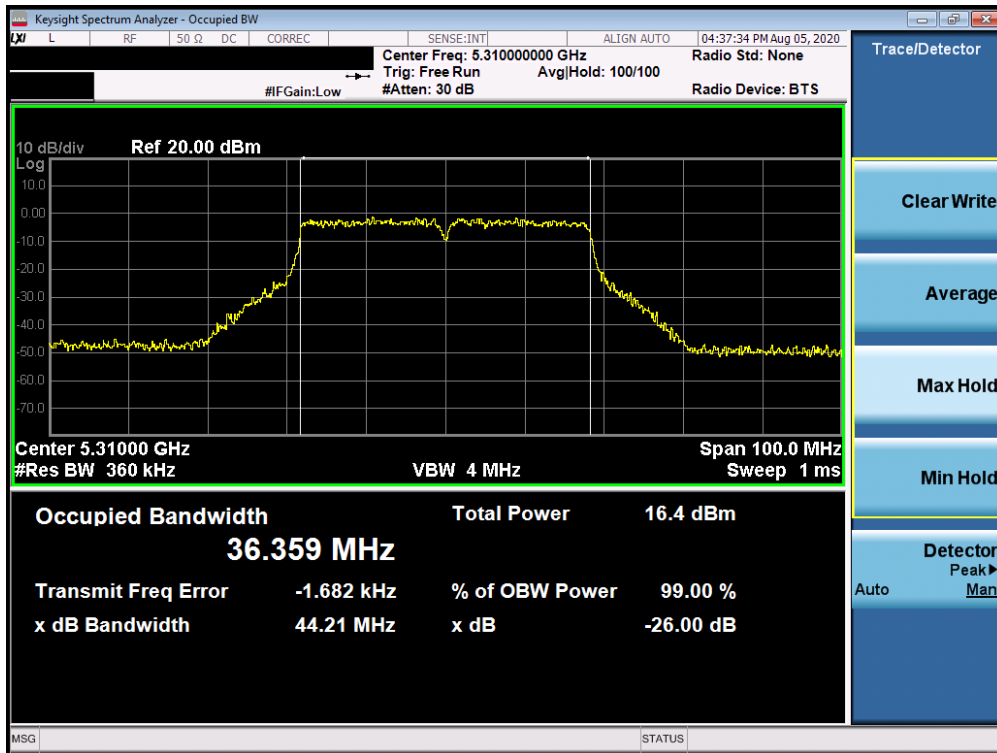 Keysight Spectrum Analyzer - Occupied BW
LXI L RF 50 Ω DC CORREC SENSE:INT ALIGN AUTO 04:37:34 PM Aug 05, 2020
Center Freq: 5.310000000 GHz Radio Std: None
Trig: Free Run Avg|Hold: 100/100
#IFGain:Low #Atten: 30 dB Radio Device: BTS
Trace/Detector
10 dB/div Ref 20.00 dBm
Log
10.0
0.00
-10.0
-20.0
-30.0
-40.0
-50.0
-60.0
-70.0
Center 5.31000 GHz Span 100.0 MHz
#Res BW 360 kHz VBW 4 MHz Sweep 1 ms
Occupied Bandwidth Total Power 16.4 dBm
36.359 MHz
Transmit Freq Error -1.682 kHz % of OBW Power 99.00 %
x dB Bandwidth 44.21 MHz x dB -26.00 dB
Clear Write
Average
Max Hold
Min Hold
Detector
Peak▶
Auto Man
MSG STATUS